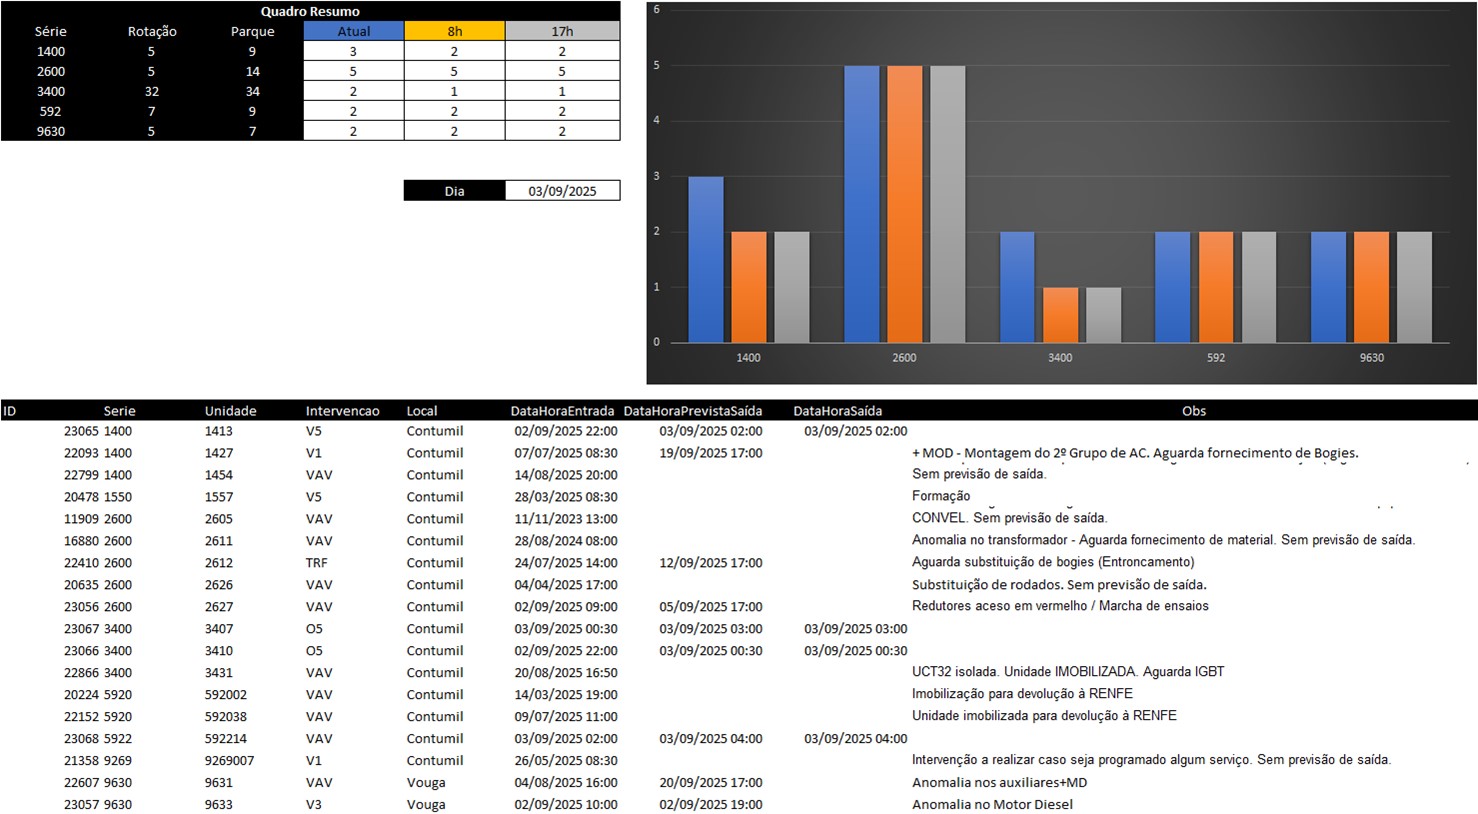 Quadro Resumo
Série Rotação Parque Atual 8h 17h
1400 5 9 3 2 2
2600 5 14 5 5 5
3400 32 34 2 1 1
592 7 9 2 2 2
9630 5 7 2 2 2
Dia 03/09/2025
6
5
4
3
2
1
0
1400 2600 3400 592 9630
ID Serie Unidade Intervencao Local DataHoraEntrada DataHoraPrevistaSaída DataHoraSaída Obs
23065 1400 1413 V5 Contumil 02/09/2025 22:00 03/09/2025 02:00 03/09/2025 02:00
22093 1400 1427 V1 Contumil 07/07/2025 08:30 19/09/2025 17:00 + MOD - Montagem do 2º Grupo de AC. Aguarda fornecimento de Bogies.
22799 1400 1454 VAV Contumil 14/08/2025 20:00 Sem previsão de saída.
20478 1550 1557 V5 Contumil 28/03/2025 08:30 Formação
11909 2600 2605 VAV Contumil 11/11/2023 13:00 CONVEL. Sem previsão de saída.
16880 2600 2611 VAV Contumil 28/08/2024 08:00 Anomalia no transformador - Aguarda fornecimento de material. Sem previsão de saída.
22410 2600 2612 TRF Contumil 24/07/2025 14:00 12/09/2025 17:00 Aguarda substituição de bogies (Entroncamento)
20635 2600 2626 VAV Contumil 04/04/2025 17:00 Substituição de rodados. Sem previsão de saída.
23056 2600 2627 VAV Contumil 02/09/2025 09:00 05/09/2025 17:00 Redutores aceso em vermelho / Marcha de ensaios
23067 3400 3407 O5 Contumil 03/09/2025 00:30 03/09/2025 03:00 03/09/2025 03:00
23066 3400 3410 O5 Contumil 02/09/2025 22:00 03/09/2025 00:30 03/09/2025 00:30
22866 3400 3431 VAV Contumil 20/08/2025 16:50 UCT32 isolada. Unidade IMOBILIZADA. Aguarda IGBT
20224 5920 592002 VAV Contumil 14/03/2025 19:00 Imobilização para devolução à RENFE
22152 5920 592038 VAV Contumil 09/07/2025 11:00 Unidade imobilizada para devolução à RENFE
23068 5922 592214 VAV Contumil 03/09/2025 02:00 03/09/2025 04:00 03/09/2025 04:00
21358 9269 9269007 V1 Contumil 26/05/2025 08:30 Intervenção a realizar caso seja programado algum serviço. Sem previsão de saída.
22607 9630 9631 VAV Vouga 04/08/2025 16:00 20/09/2025 17:00 Anomalia nos auxiliares+MD
23057 9630 9633 V3 Vouga 02/09/2025 10:00 02/09/2025 19:00 Anomalia no Motor Diesel